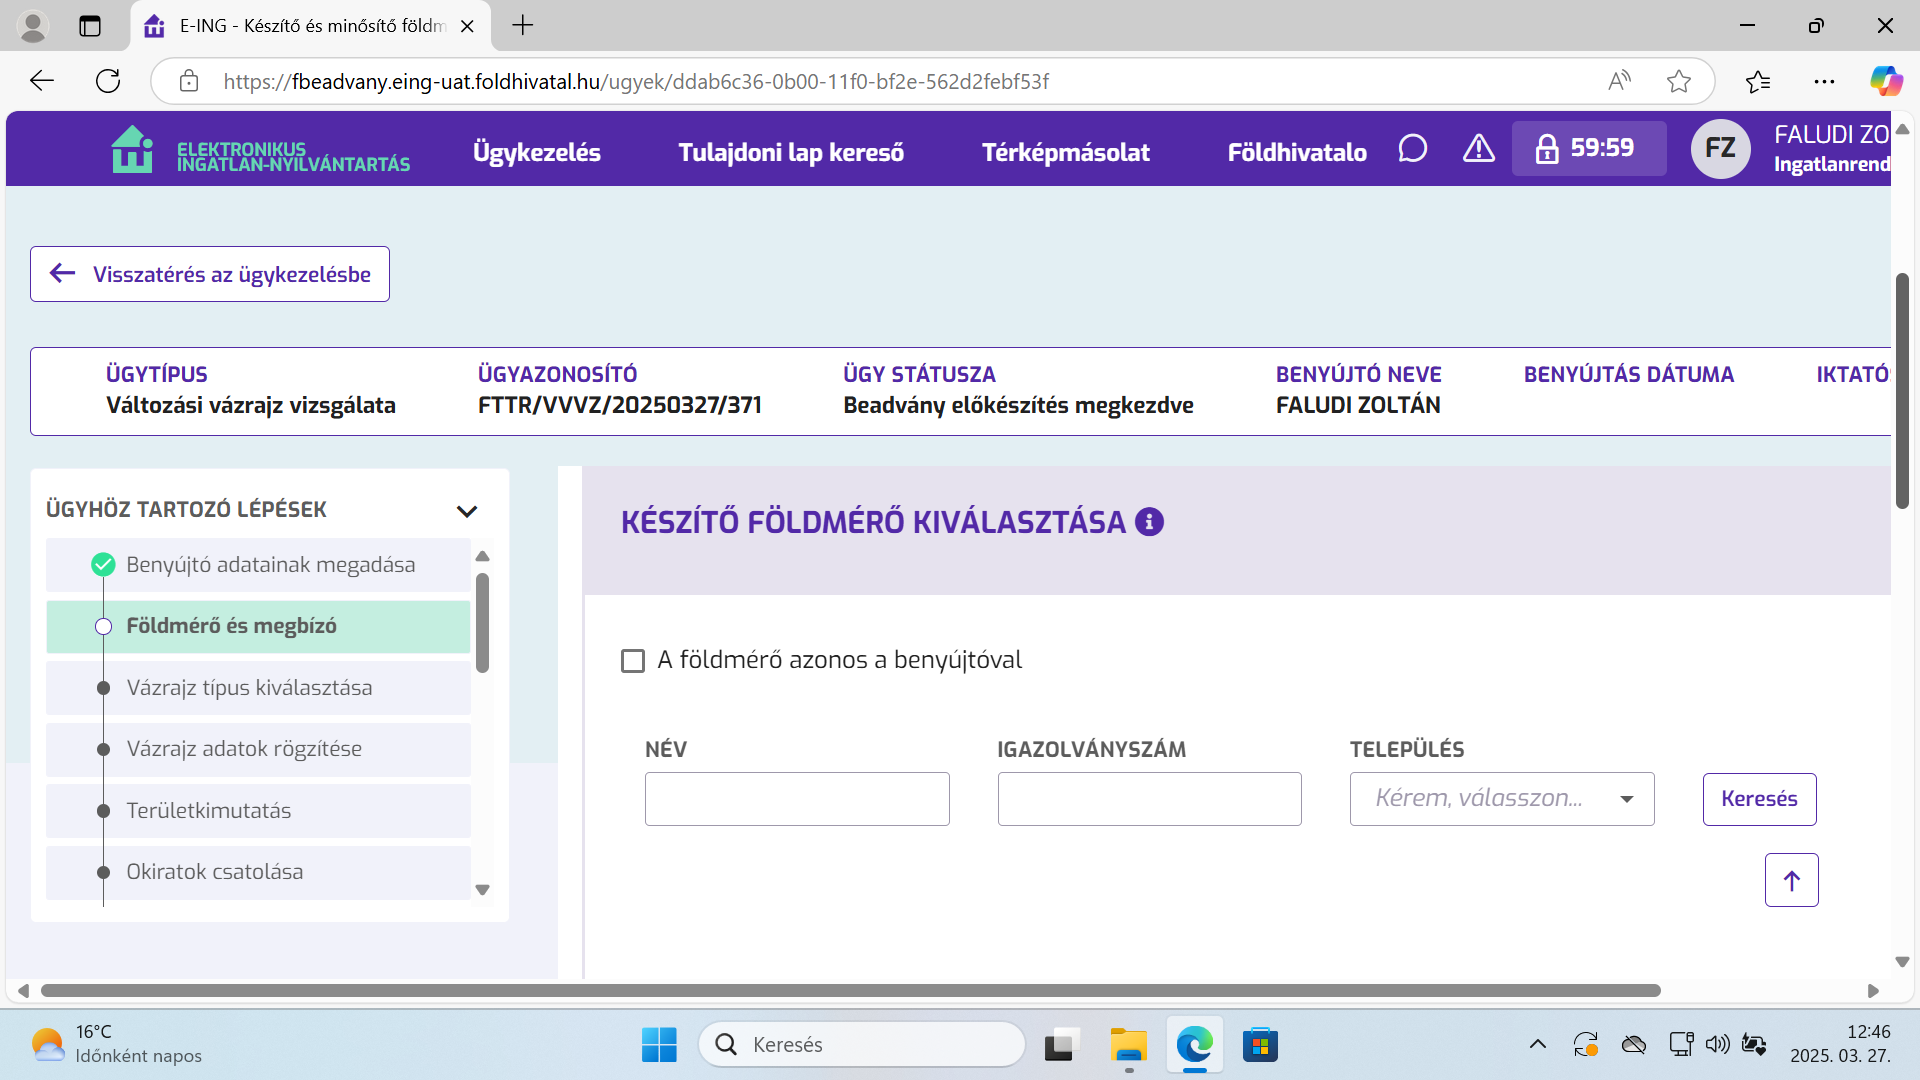 E-ING - Készítő és minősítő földm
https://fbeadvany.eing-uat.foldhivatal.hu/ugyek/ddab6c36-0b00-11f0-bf2e-562d2febf53f
ELEKTRONIKUS
INGATLAN-NYILVÁNTARTÁS
Ügykezelés
Tulajdoni lap kereső
Térképmásolat
Földhivatalo
59:59
FZ
FALUDI ZO
Ingatlanrend
Visszatérés az ügykezelésbe
ÜGYTÍPUS
Változási vázrajz vizsgálata
ÜGYAZONOSÍTÓ
FTTR/VVVZ/20250327/371
ÜGY STÁTUSZA
Beadvány előkészítés megkezdve
BENYÚJTÓ NEVE
FALUDI ZOLTÁN
BENYÚJTÁS DÁTUMA
IKTATÓ
ÜGYHÖZ TARTOZÓ LÉPÉSEK
Benyújtó adatainak megadása
Földmérő és megbízó
Vázrajz típus kiválasztása
Vázrajz adatok rögzítése
Területkimutatás
Okiratok csatolása
KÉSZÍTŐ FÖLDMÉRŐ KIVÁLASZTÁSA
A földmérő azonos a benyújtóval
NÉV
IGAZOLVÁNYSZÁM
TELEPÜLÉS
Kérem, válasszon...
Keresés
16°C
Időnként napos
Keresés
12:46
2025. 03. 27.